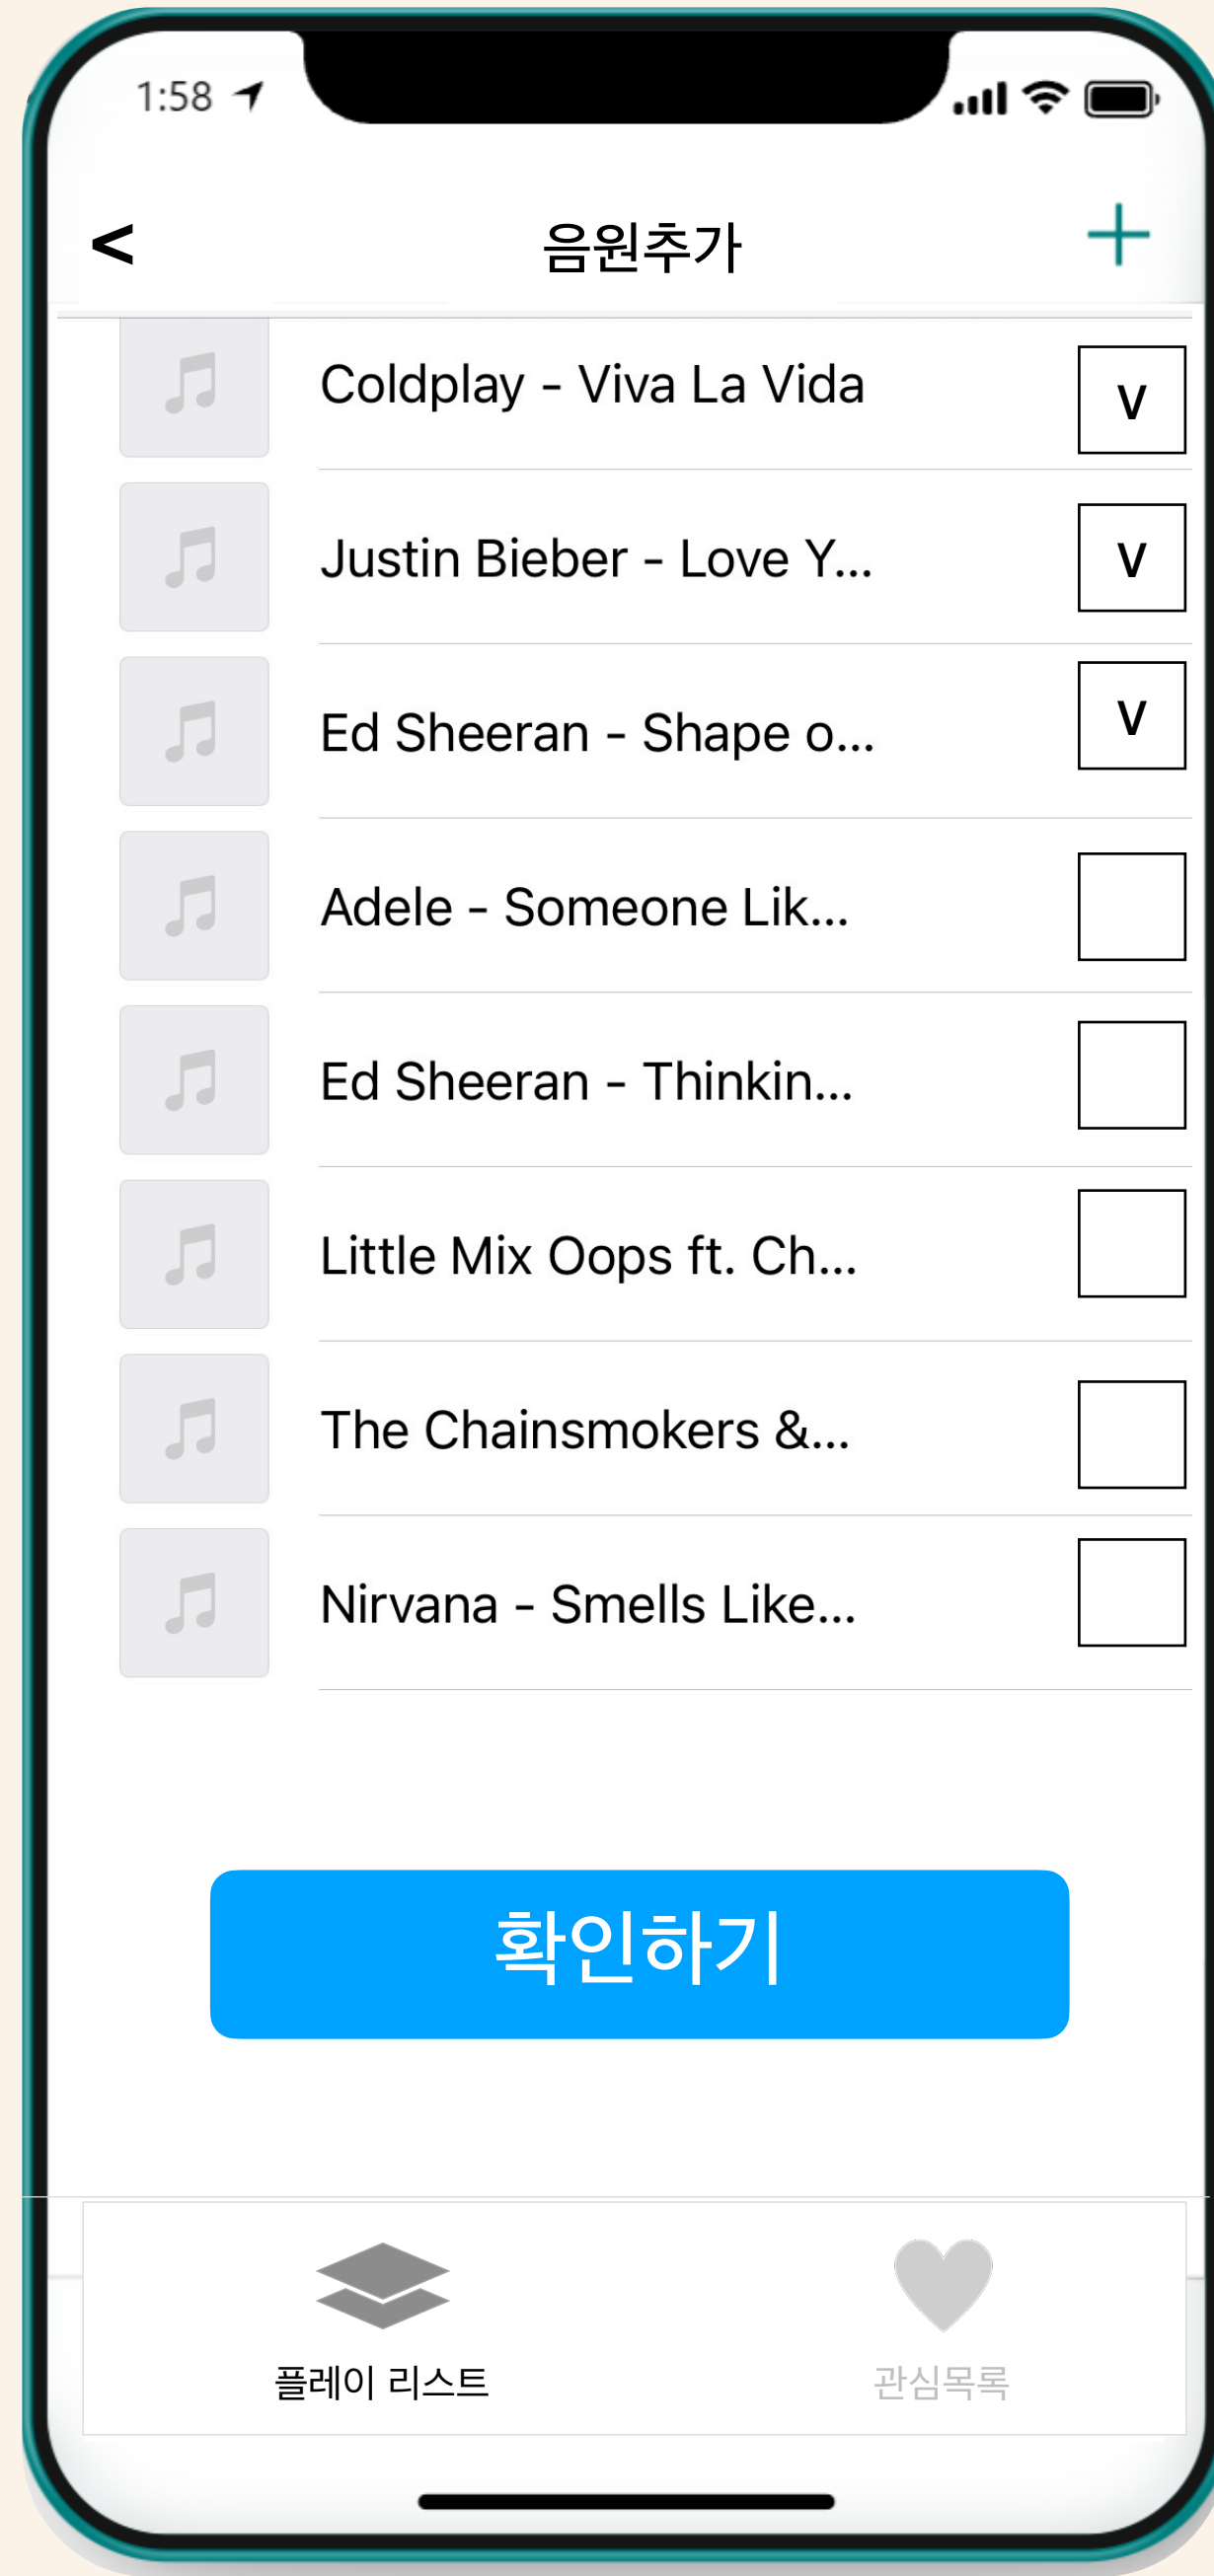 1:58
<
음원추가
+
Coldplay - Viva La Vida
V
Justin Bieber - Love Y...
V
Ed Sheeran - Shape o...
V
Adele - Someone Lik...
Ed Sheeran - Thinkin...
Little Mix Oops ft. Ch...
The Chainsmokers &...
Nirvana - Smells Like...
확인하기
플레이 리스트
관심목록